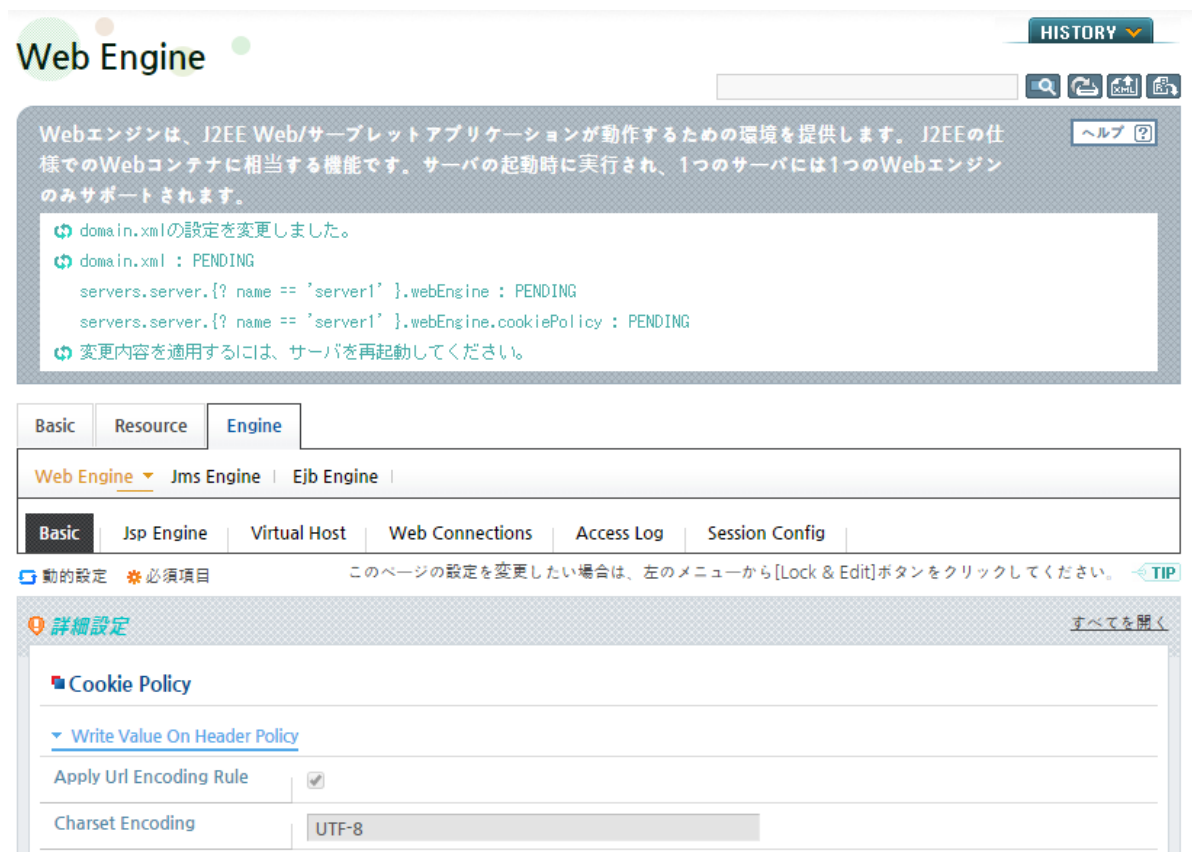 HISTORY
Web Engine
XML
Webエンジンは、J2EE Web/サーブレットアプリケーションが動作するための環境を提供します。 J2EEの仕
様でのWebコンテナに相当する機能です。サーバの起動時に実行され、1つのサーバには1つのWebエンジン
のみサポートされます。
ヘルプ ?
domain.xmlの設定を変更しました。
domain.xml : PENDING
servers.server.{? name == 'server1' }.webEngine : PENDING
servers.server.{? name == 'server1' }.webEngine.cookiePolicy : PENDING
変更内容を適用するには、サーバを再起動してください。
Basic Resource Engine
Web Engine Jms Engine Ejb Engine
Basic Jsp Engine Virtual Host Web Connections Access Log Session Config
動的設定 必須項目 このページの設定を変更したい場合は、左のメニューから[Lock & Edit]ボタンをクリックしてください。 TIP
詳細設定 すべてを開く
Cookie Policy
Write Value On Header Policy
Apply Url Encoding Rule
Charset Encoding UTF-8